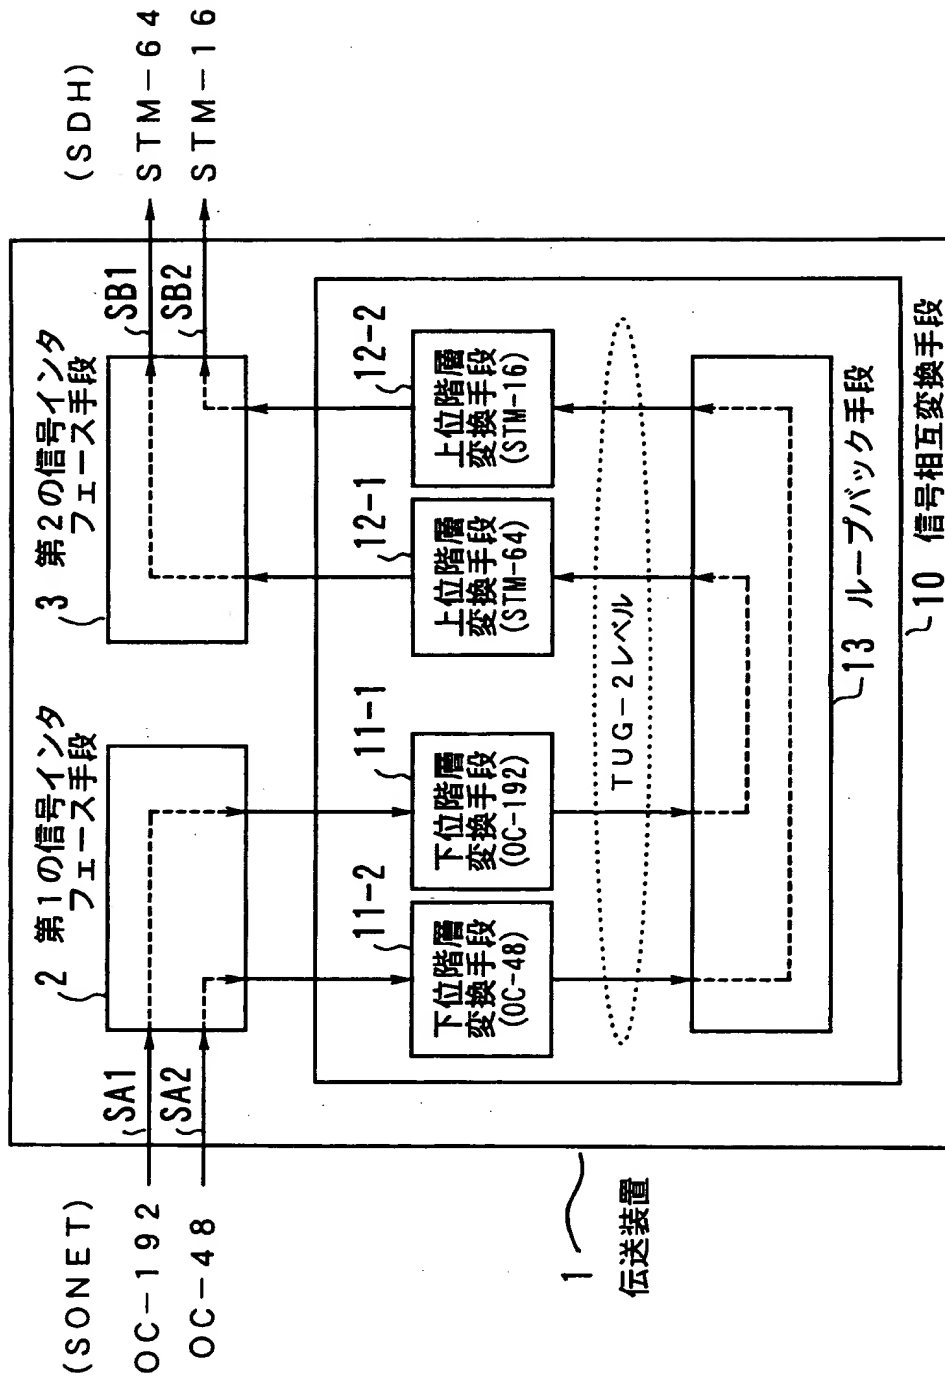 (SONET)
OC-192
OC-48
SA1
SA2
2 第1の信号インタ
フェース手段
3 第2の信号インタ
フェース手段
SB1
SB2
(SDH)
STM-64
STM-16
11-2
下位階層
変換手段
(OC-48)
11-1
下位階層
変換手段
(OC-192)
12-1
上位階層
変換手段
(STM-64)
12-2
上位階層
変換手段
(STM-16)
TUG-2レベル
13 ループバック手段
10 信号相互変換手段
1
伝送装置